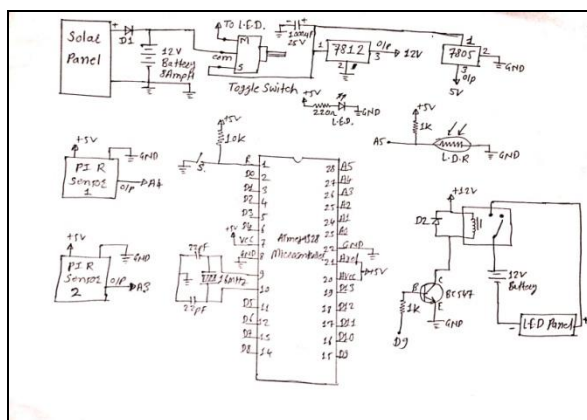 Solar
Panel
+
D1
12V
Battery
8AmpH
TO L.E.D.
M
com
S
Toggle Switch
1000µF
25V
1
7812
3
O/P
12V
2
1
7805
2
GND
3
O/P
5V
+5V
220Ω
L.E.D.
GND
+5V
1K
A5
L.D.R
GND
+5V
10K
S.
+5V
GND
PIR
Sensor
1
O/P
A4
+5V
GND
PIR
Sensor
2
O/P
A3
R 1
D0 2
D1 3
D2 4
D3 5
D4 6
+5V VCC 7
GND 8
9
10
D5 11
D6 12
D7 13
D8 14
22PF
16MHz
22PF
ATmega328
Microcontroller
28 A5
27 A4
26 A3
25 A2
24 A1
23 A0
22 GND
21 Aref
20 AVCC
+5V
19 D13
18 D12
17 D11
16 D10
15 D9
+12V
D2
B
C
E
BC547
1K
D9
GND
12V
Battery
-
LED Panel
+